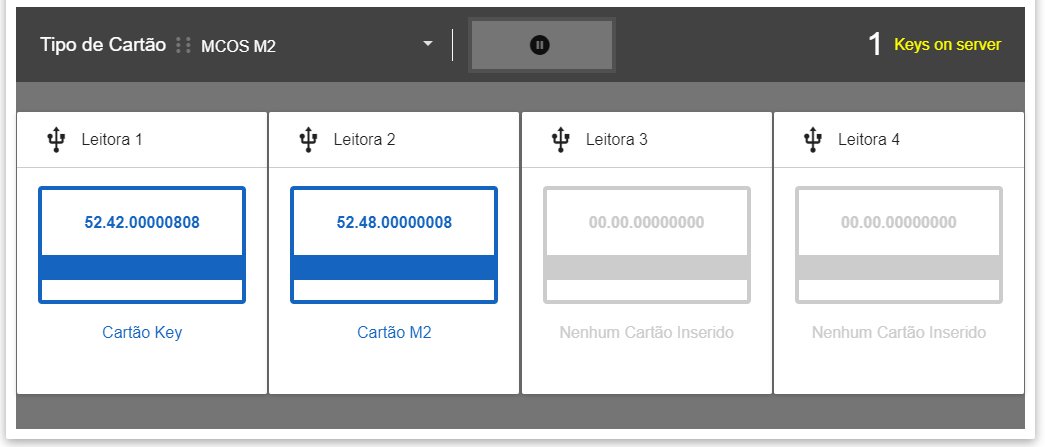 Tipo de Cartão MCOS M2 1 Keys on server
Leitora 1 Leitora 2 Leitora 3 Leitora 4
52.42.00000808 52.48.00000008 00.00.00000000 00.00.00000000
Cartão Key Cartão M2 Nenhum Cartão Inserido Nenhum Cartão Inserido